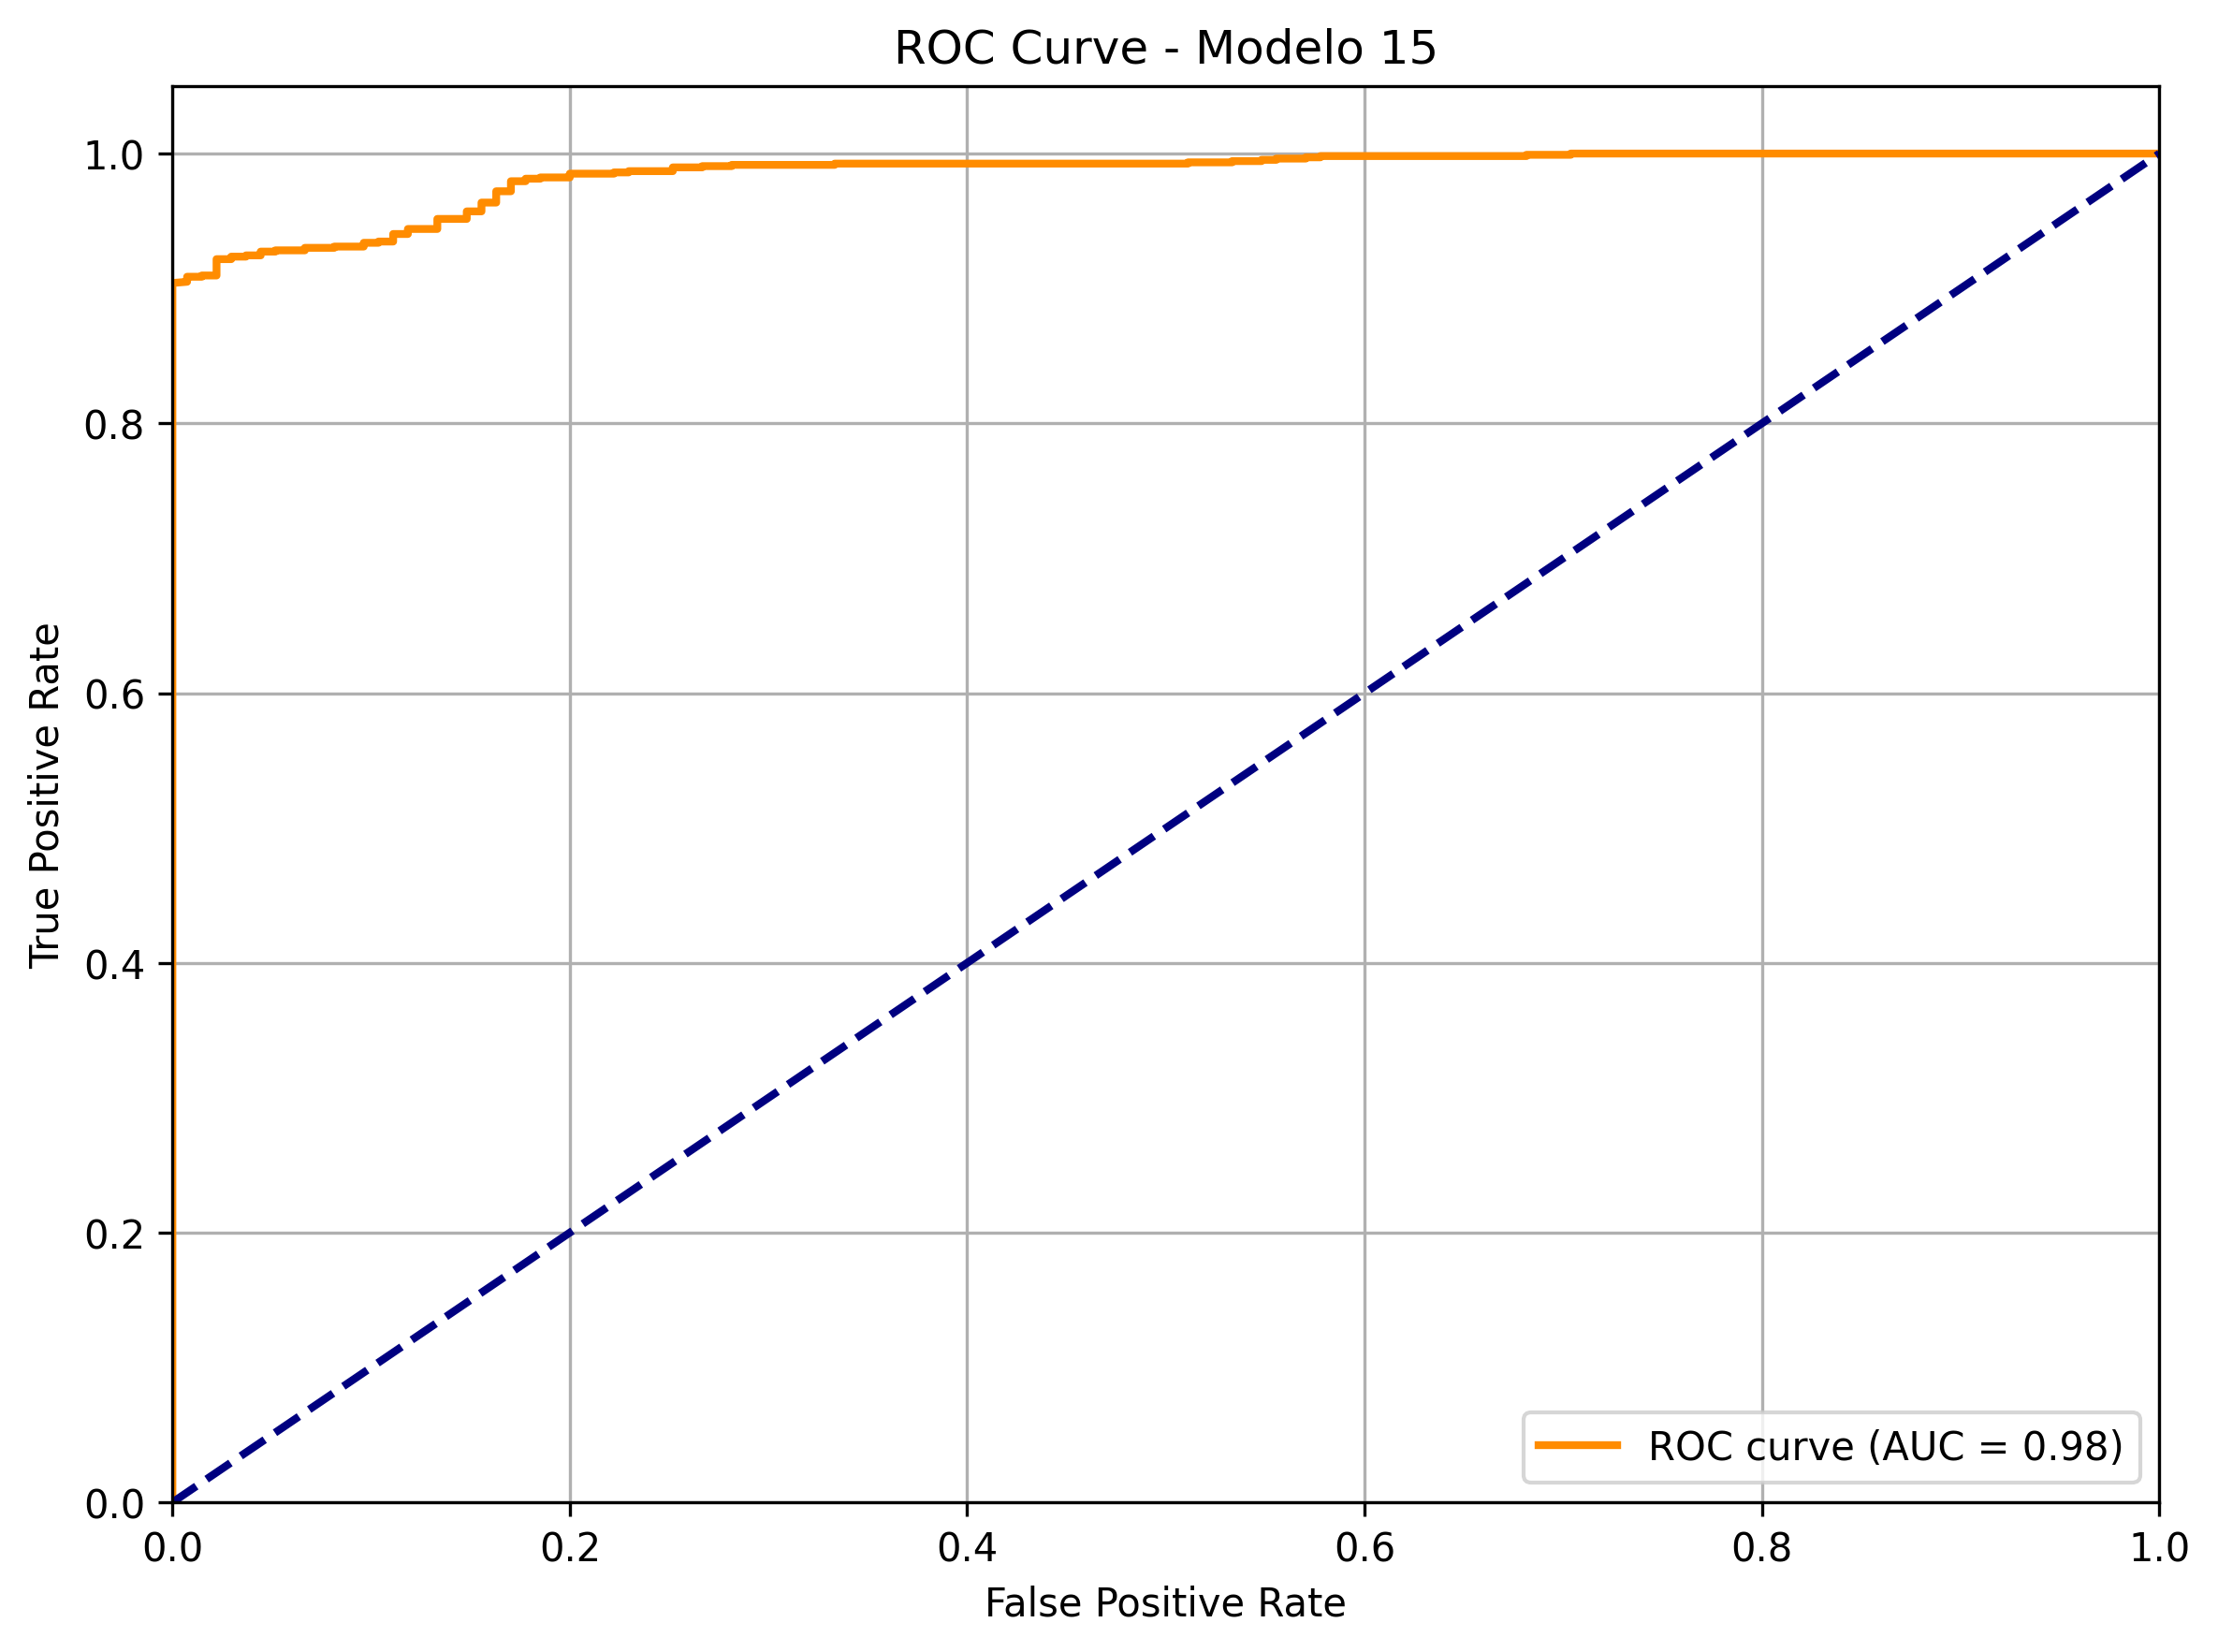 ROC Curve - Modelo 15
True Positive Rate
1.0
0.8
0.6
0.4
0.2
0.0
0.0 0.2 0.4 0.6 0.8 1.0
False Positive Rate
ROC curve (AUC = 0.98)